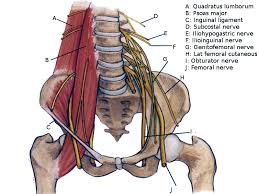 A: Quadratus lumborum
B: Psoas major
C: Inguinal ligament
D: Subcostal nerve
E: Iliohypogastric nerve
F: Ilioinguinal nerve
G: Genitofemoral nerve
H: Lat femoral cutaneous
I: Obturator nerve
J: Femoral nerve
A
B
D
E
F
G
H
C
I
J